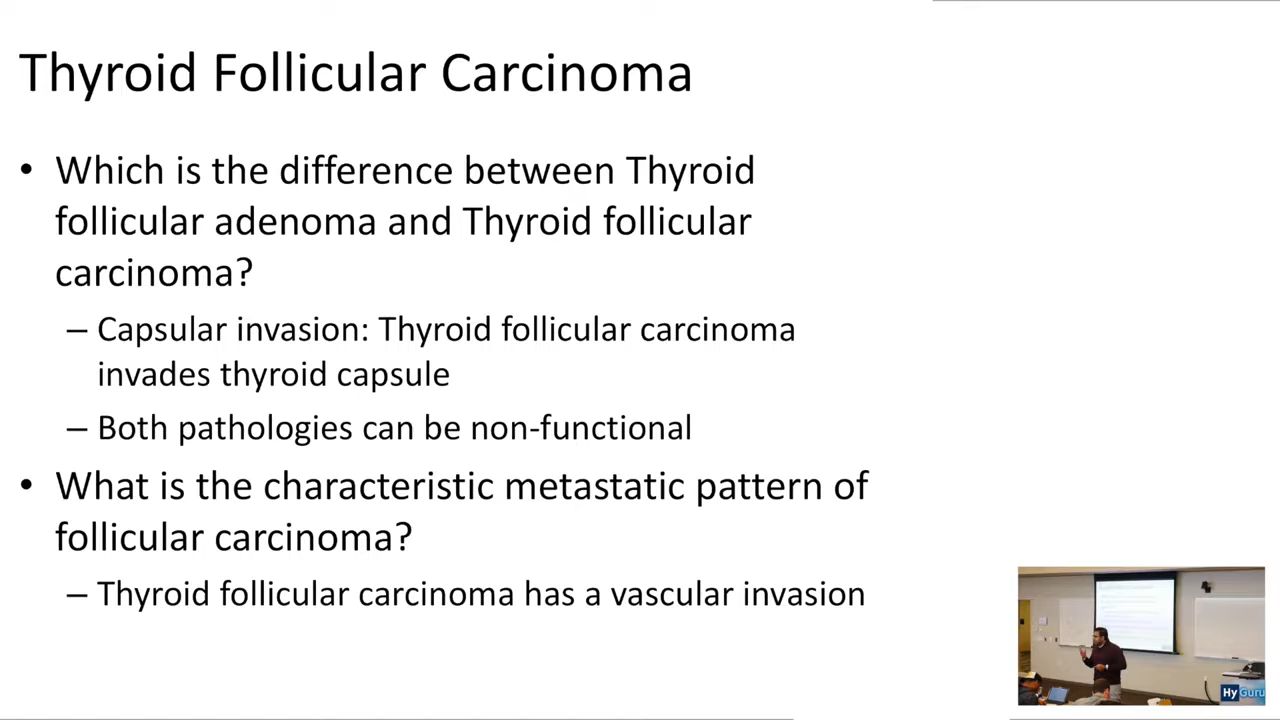 Thyroid Follicular Carcinoma
• Which is the difference between Thyroid
follicular adenoma and Thyroid follicular
carcinoma?
– Capsular invasion: Thyroid follicular carcinoma
invades thyroid capsule
– Both pathologies can be non-functional
• What is the characteristic metastatic pattern of
follicular carcinoma?
– Thyroid follicular carcinoma has a vascular invasion
HyGuru